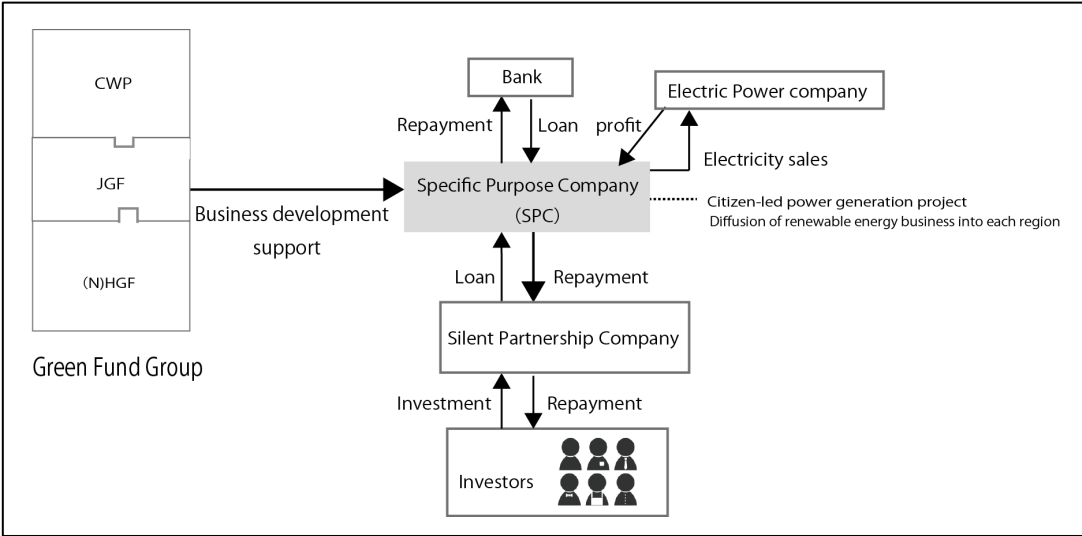 CWP
JGF
(N)HGF
Green Fund Group
Business development
support
Bank
Repayment
Loan
profit
Electric Power company
Electricity sales
Specific Purpose Company
(SPC)
Citizen-led power generation project
Diffusion of renewable energy business into each region
Loan
Repayment
Silent Partnership Company
Investment
Repayment
Investors